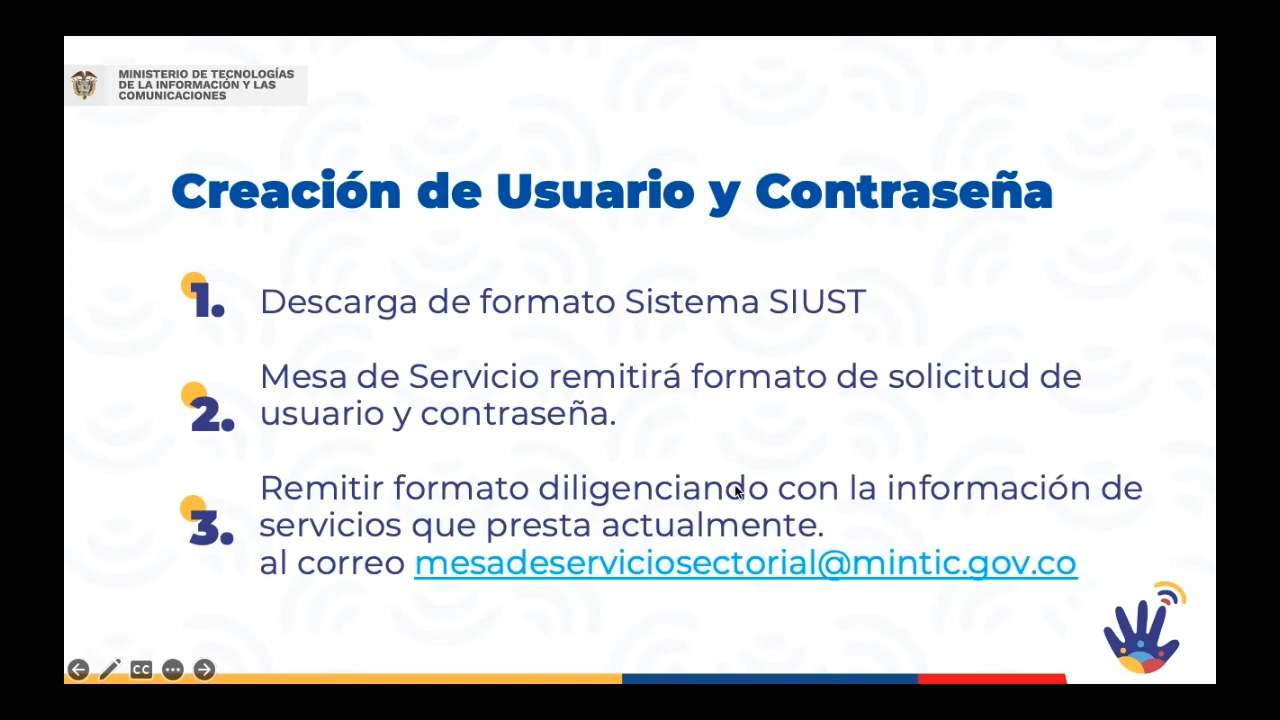 MINISTERIO DE TECNOLOGÍAS
DE LA INFORMACIÓN Y LAS
COMUNICACIONES
Creación de Usuario y Contraseña
1. Descarga de formato Sistema SIUST
Mesa de Servicio remitirá formato de solicitud de
2. usuario y contraseña.
Remitir formato diligenciando con la información de
3. servicios que presta actualmente.
al correo mesadeserviciosectorial@mintic.gov.co
CC